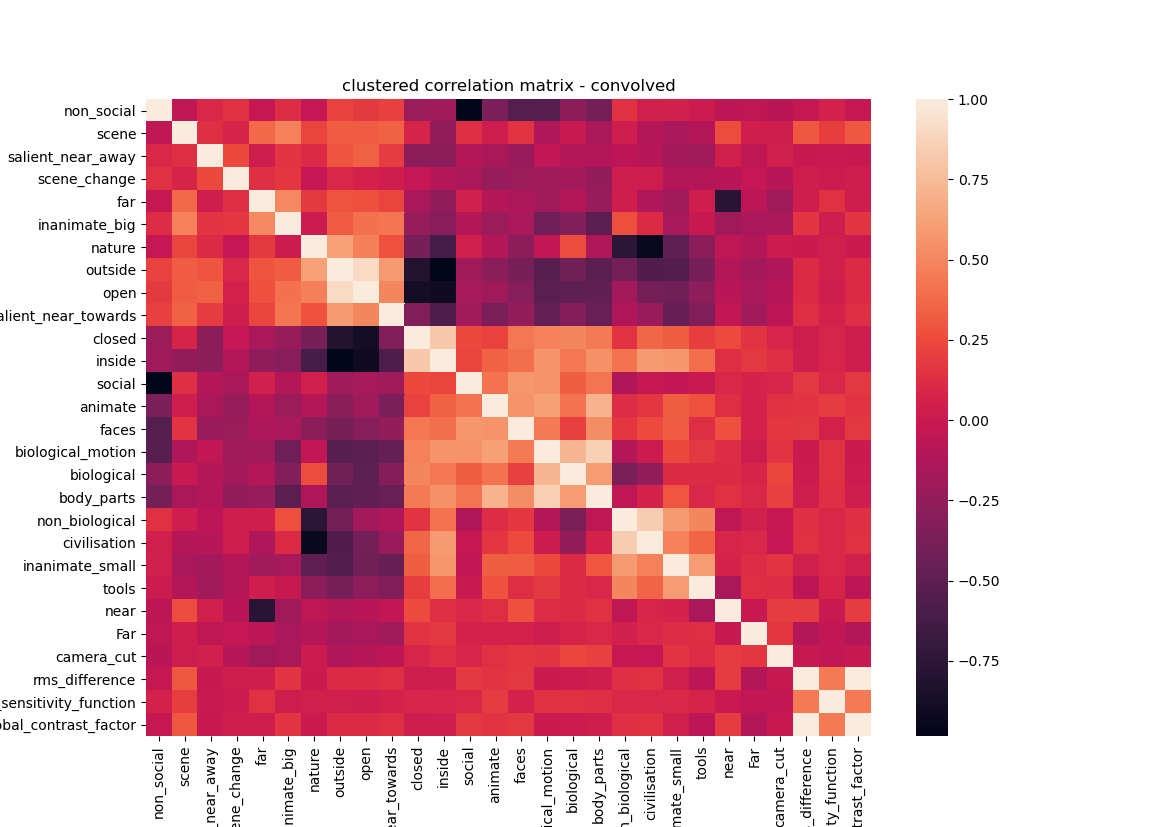 clustered correlation matrix - convolved
non_social
scene
salient_near_away
scene_change
far
inanimate_big
nature
outside
open
alient_near_towards
closed
inside
social
animate
faces
biological_motion
biological
body_parts
non_biological
civilisation
inanimate_small
tools
near
Far
camera_cut
rms_difference
_sensitivity_function
obal_contrast_factor
1.00
0.75
0.50
0.25
0.00
−0.25
−0.50
−0.75
non_social
scene
_near_away
ene_change
far
nimate_big
nature
outside
open
ear_towards
closed
inside
social
animate
faces
ical_motion
biological
body_parts
n_biological
civilisation
mate_small
tools
near
Far
camera_cut
_difference
ty_function
trast_factor